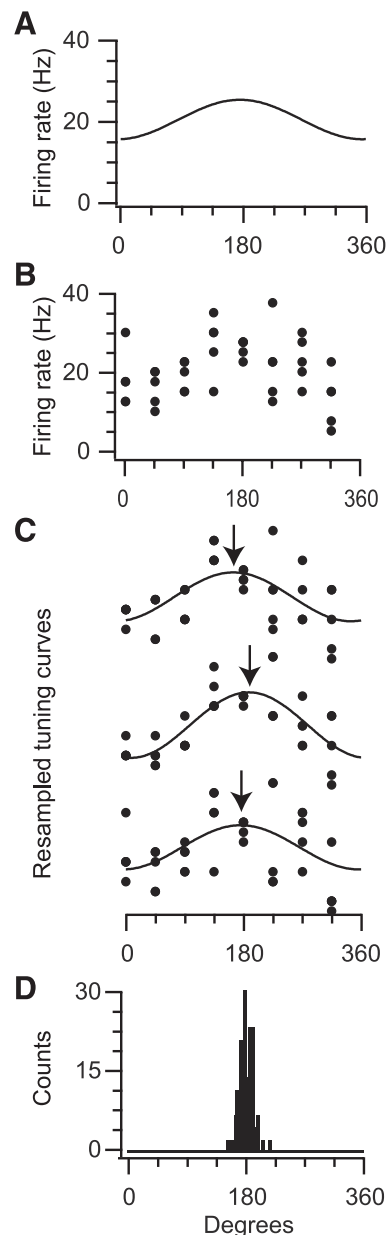 A
Firing rate (Hz)
40
20
0
0 180 360
B
Firing rate (Hz)
40
20
0
0 180 360
C
Resampled tuning curves
0 180 360
D
Counts
30
15
0
0 180 360
Degrees